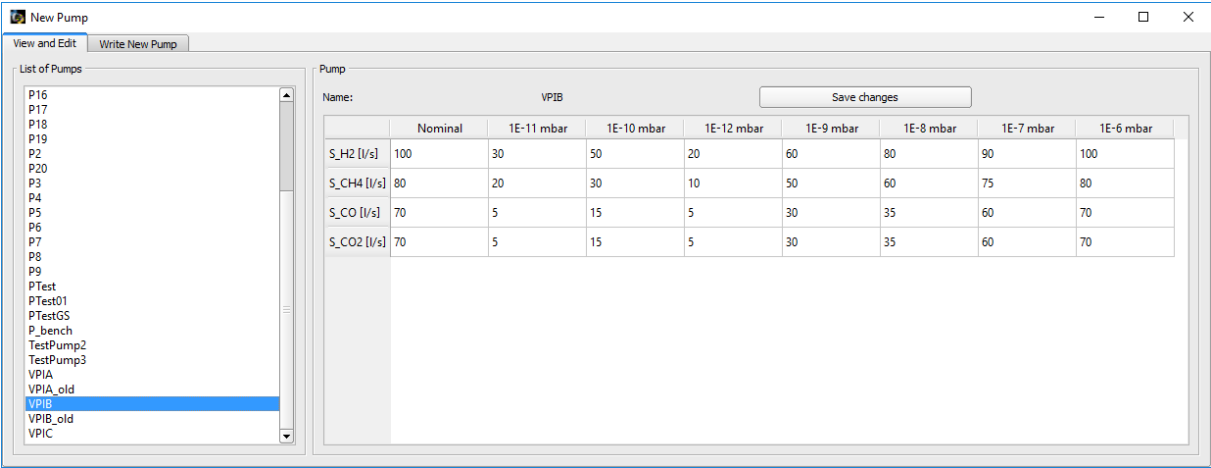 New Pump
View and Edit Write New Pump
List of Pumps
P16
P17
P18
P19
P2
P20
P3
P4
P5
P6
P7
P8
P9
PTest
PTest01
PTestGS
P_bench
TestPump2
TestPump3
VPIA
VPIA_old
VPIB
VPIB_old
VPIC
Pump
Name: VPIB Save changes
Nominal 1E-11 mbar 1E-10 mbar 1E-12 mbar 1E-9 mbar 1E-8 mbar 1E-7 mbar 1E-6 mbar
S_H2 [l/s] 100 30 50 20 60 80 90 100
S_CH4 [l/s] 80 20 30 10 50 60 75 80
S_CO [l/s] 70 5 15 5 30 35 60 70
S_CO2 [l/s] 70 5 15 5 30 35 60 70